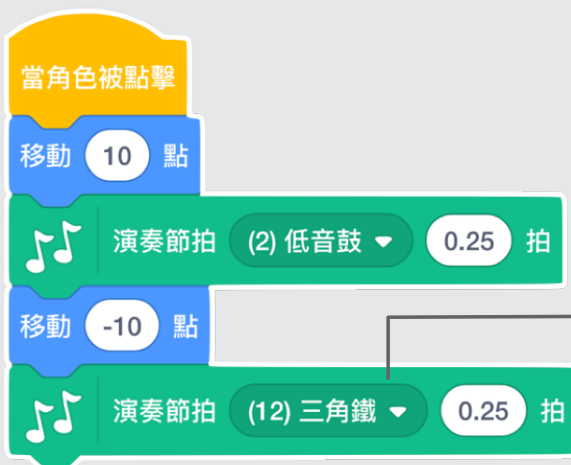 當角色被點擊
移動 10 點
演奏節拍 (2) 低音鼓 0.25 拍
移動 -10 點
演奏節拍 (12) 三角鐵 0.25 拍